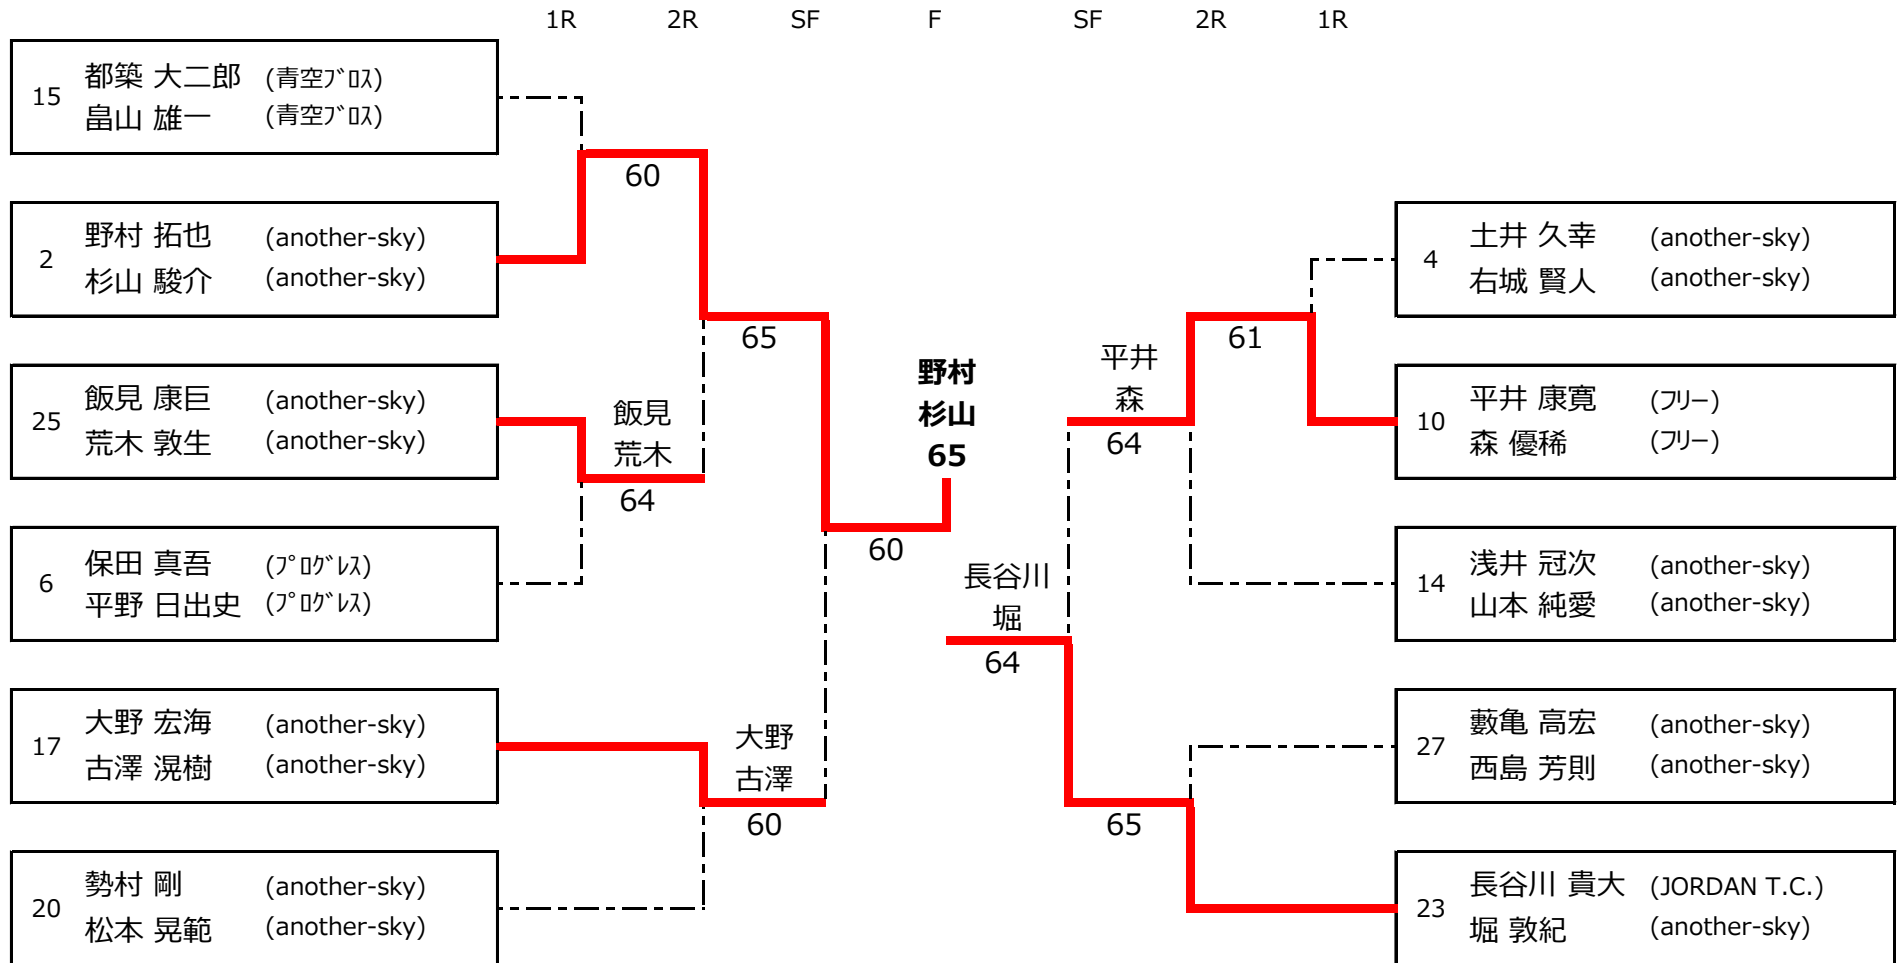 1R 2R SF F SF 2R 1R
15 都築 大二郎 (青空ﾌﾞﾛｽ)
畠山 雄一 (青空ﾌﾞﾛｽ)
60
2 野村 拓也 (another-sky)
杉山 駿介 (another-sky)
65
25 飯見 康巨 (another-sky)
荒木 敦生 (another-sky)
飯見
荒木
64
6 保田 真吾 (ﾌﾟﾛｸﾞﾚｽ)
平野 日出史 (ﾌﾟﾛｸﾞﾚｽ)
60
17 大野 宏海 (another-sky)
古澤 滉樹 (another-sky)
大野
古澤
60
20 勢村 剛 (another-sky)
松本 晃範 (another-sky)
野村
杉山
65
4 土井 久幸 (another-sky)
右城 賢人 (another-sky)
61
平井
森
64
10 平井 康寛 (ﾌﾘｰ)
森 優稀 (ﾌﾘｰ)
14 浅井 冠次 (another-sky)
山本 純愛 (another-sky)
長谷川
堀
64
27 藪亀 高宏 (another-sky)
西島 芳則 (another-sky)
65
23 長谷川 貴大 (JORDAN T.C.)
堀 敦紀 (another-sky)